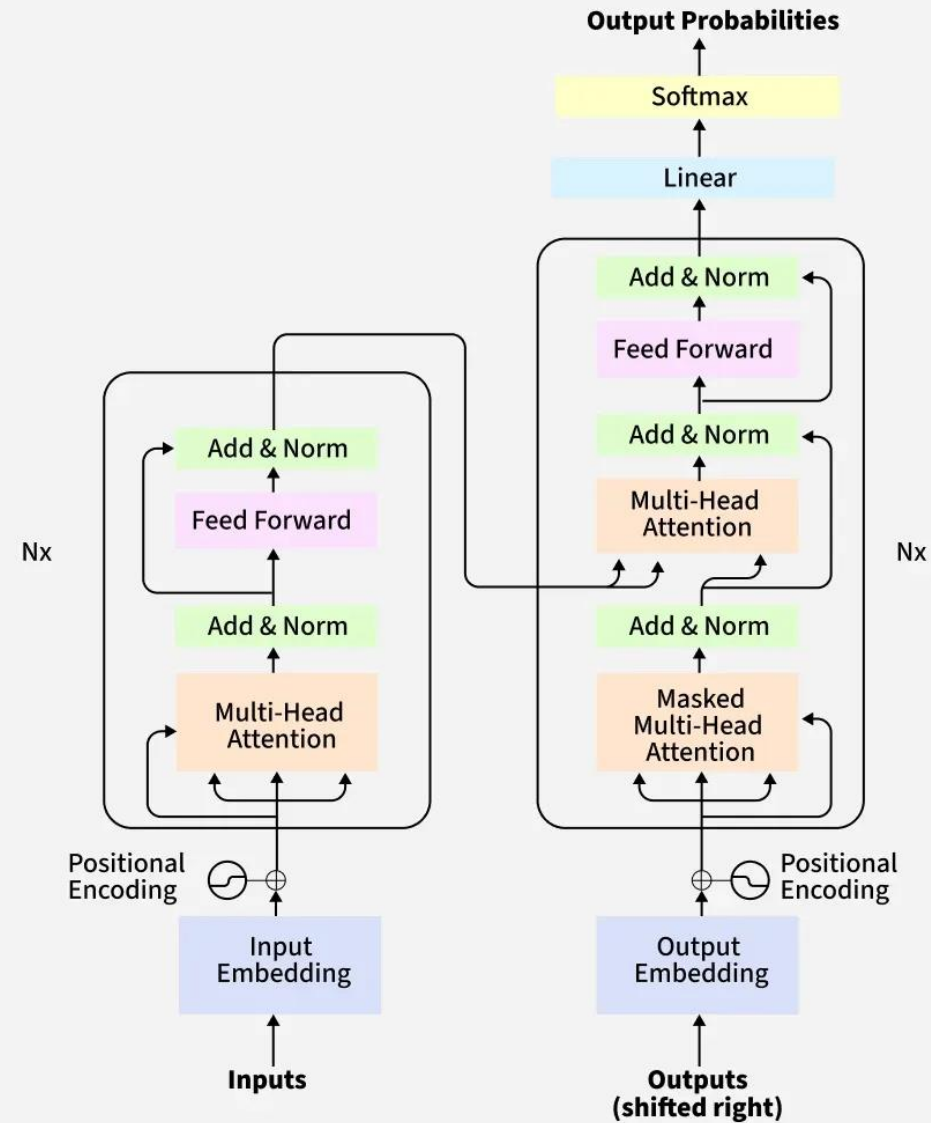 Output Probabilities
Softmax
Linear
Add & Norm
Feed Forward
Add & Norm
Multi-Head
Attention
Add & Norm
Masked
Multi-Head
Attention
Nx
Positional
Encoding
Output
Embedding
Outputs
(shifted right)
Nx
Add & Norm
Feed Forward
Add & Norm
Multi-Head
Attention
Positional
Encoding
Input
Embedding
Inputs